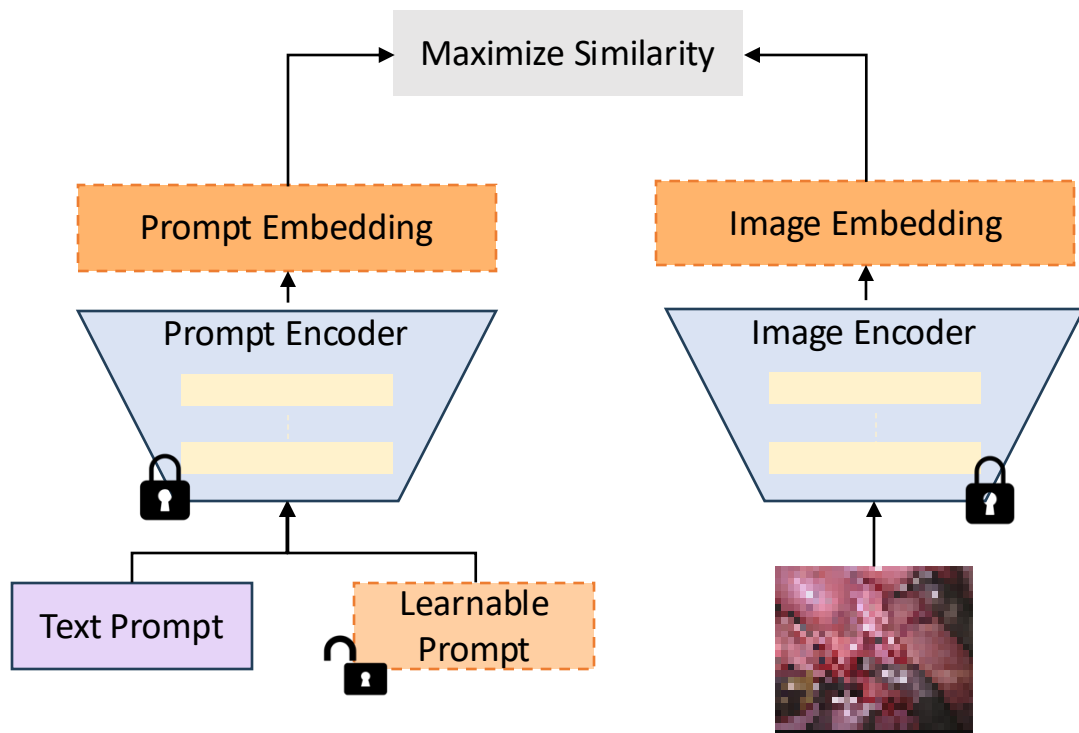 Maximize Similarity
Prompt Embedding
Image Embedding
Prompt Encoder
Image Encoder
Text Prompt
Learnable
Prompt